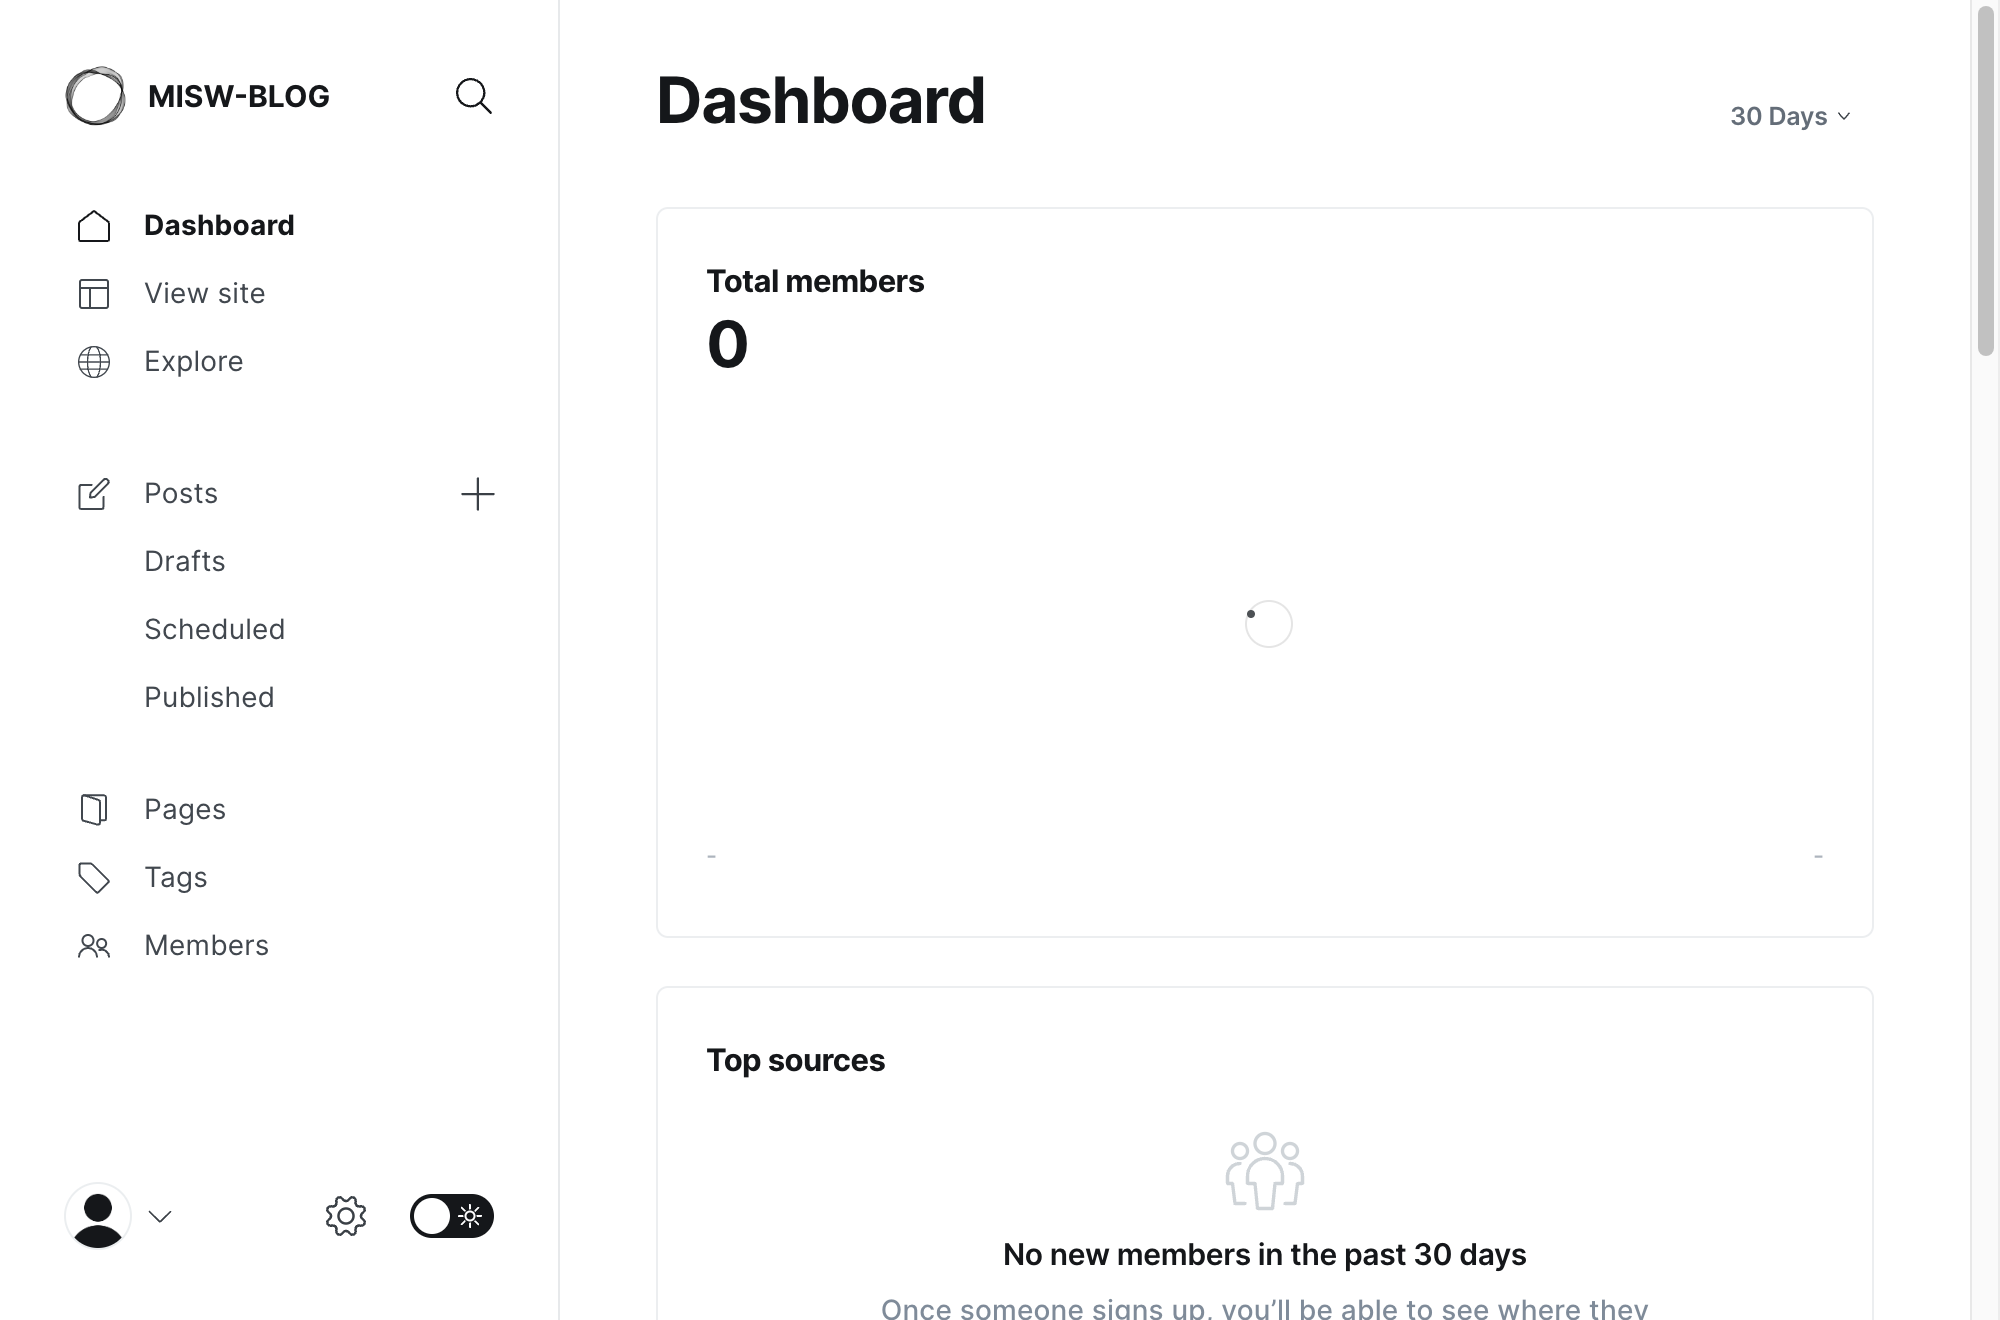 MISW-BLOG
Dashboard
View site
Explore
Posts
Drafts
Scheduled
Published
Pages
Tags
Members
Dashboard
30 Days
Total members
0
- -
Top sources
No new members in the past 30 days
Once someone signs up, you’ll be able to see where they